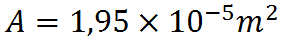 A = 1,95 × 10⁻⁵m²